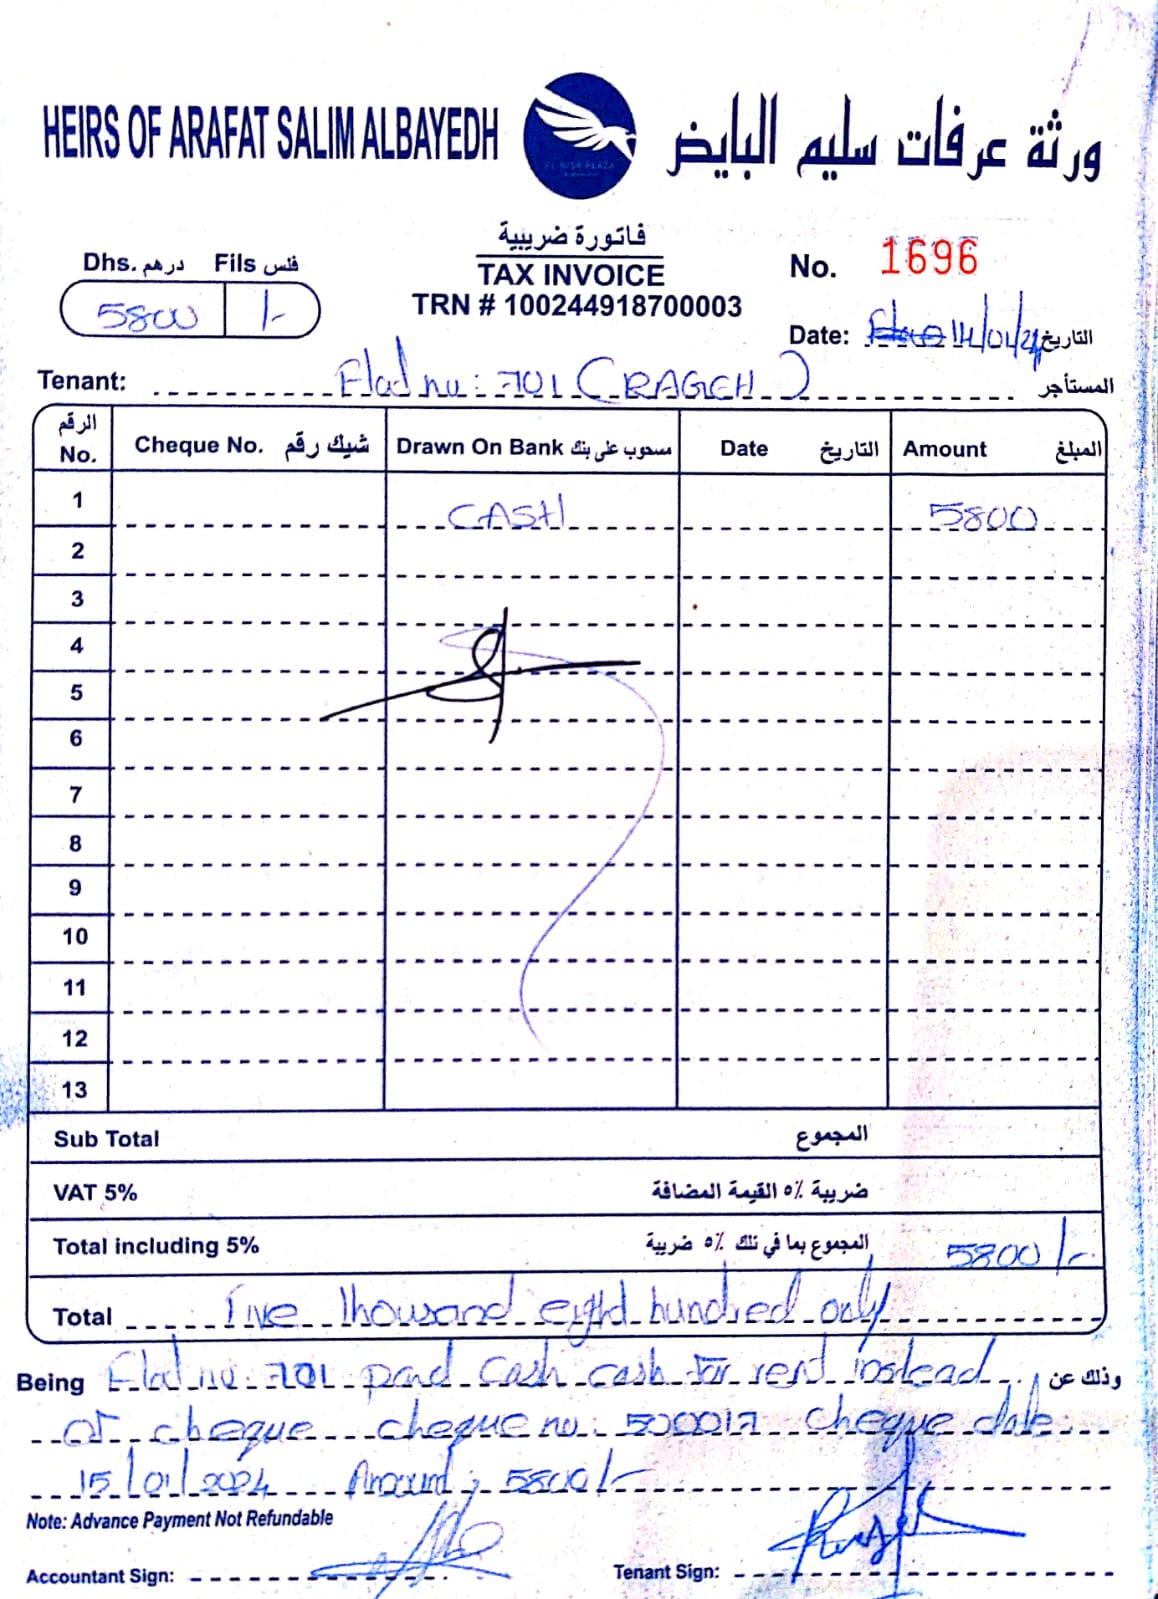 HEIRS OF ARAFAT SALIM ALBAYEDH
ورثة عرفات سليم البايض
فاتورة ضريبية
TAX INVOICE
TRN # 100244918700003
Dhs. درهم Fils فلس
5800 /-
No. 1696
Date: 14/01/24 التاريخ
Tenant: Flat no: 701 (RAGEH) المستأجر
الرقم No. Cheque No. شيك رقم Drawn On Bank مسحوب على بنك Date التاريخ Amount المبلغ
1 CASH 5800
2
3
4
5
6
7
8
9
10
11
12
13
Sub Total المجموع
VAT 5% ضريبة ٥٪ القيمة المضافة
Total including 5% المجموع بما في تلك ٥٪ ضريبة 5800/-
Total Five thousand eight hundred only
Being Flat no: 701 paid cash cash for rent instead وذلك عن
of cheque cheque no: 500017 cheque date
15/01/2024 Amount: 5800/-
Note: Advance Payment Not Refundable
Accountant Sign: Tenant Sign: